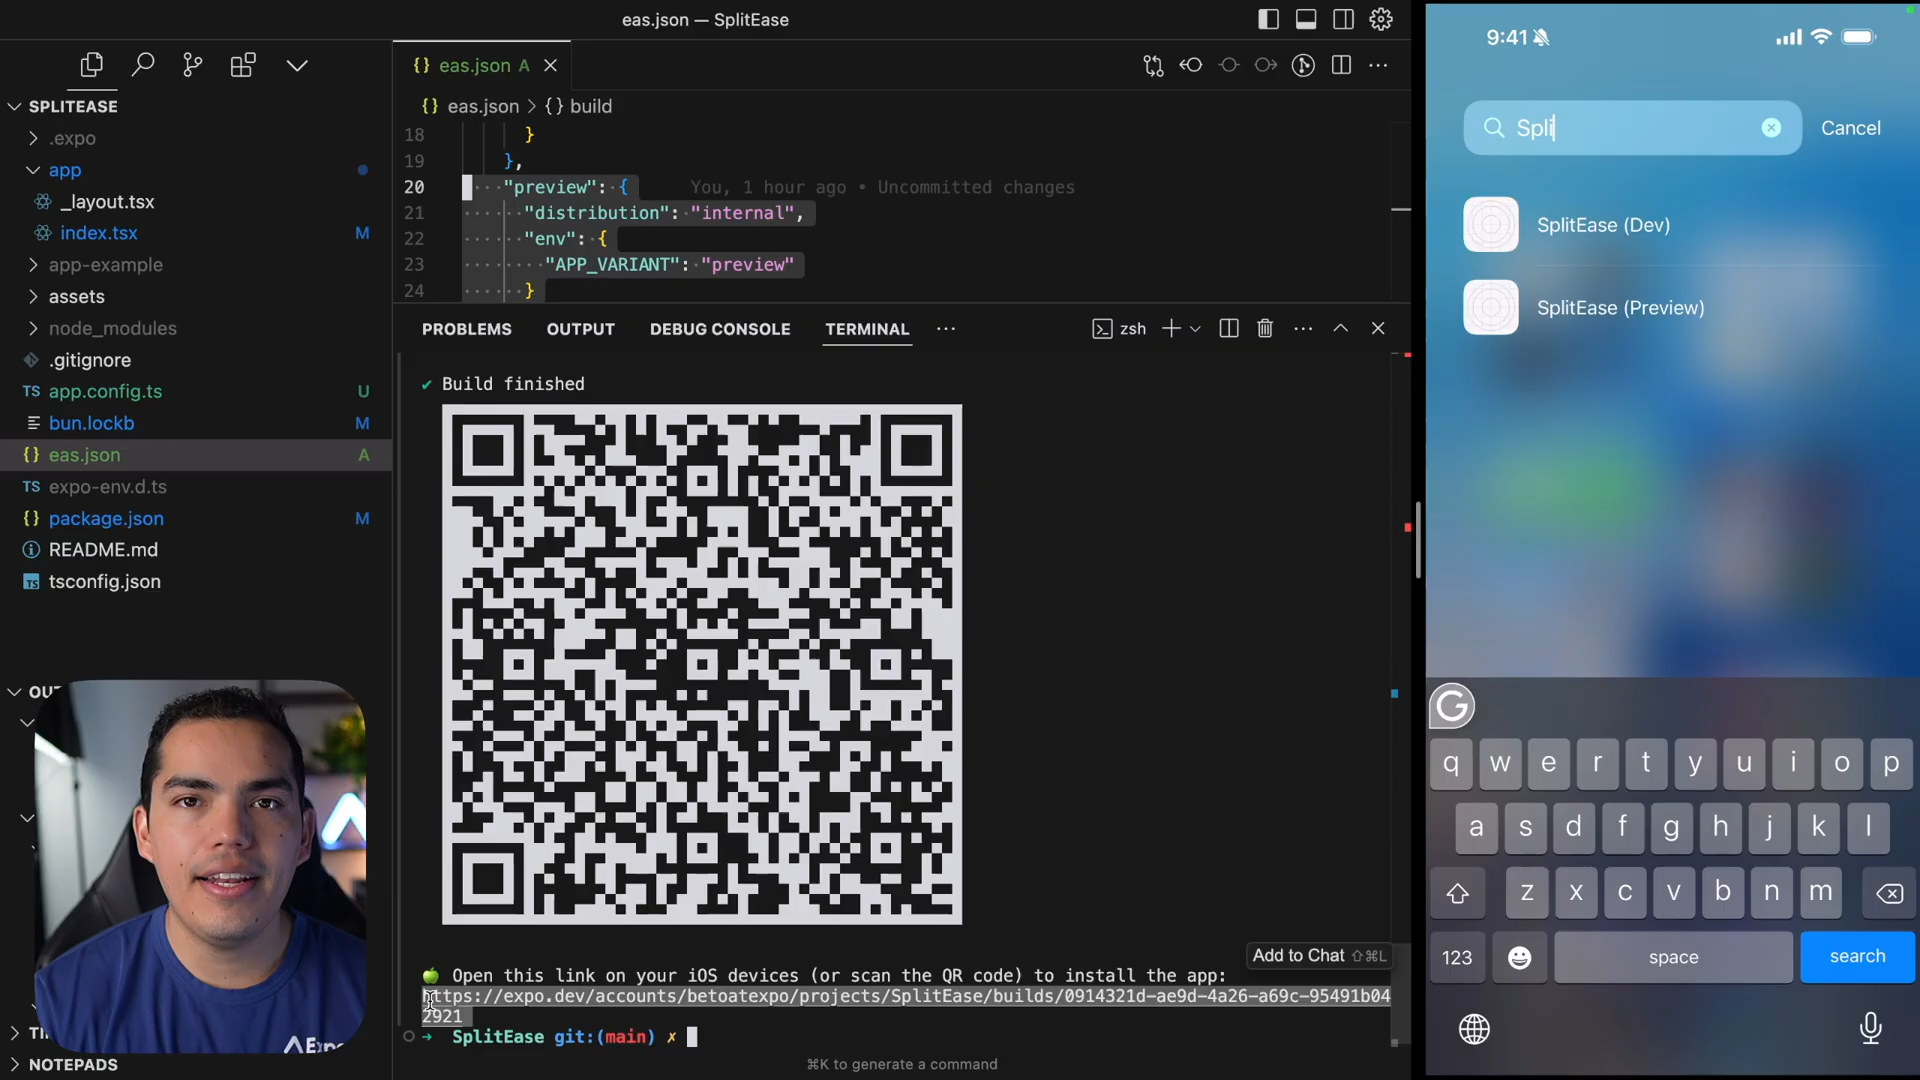 eas.json — SplitEase
eas.json A
eas.json > {} build
SPLITEASE
.expo
app
_layout.tsx
index.tsx M
app-example
assets
node_modules
.gitignore
TS app.config.ts U
bun.lockb M
{} eas.json A
TS expo-env.d.ts
{} package.json M
README.md
TS tsconfig.json
OUT
TI
NOTEPADS
18 }
19 },
20 "preview": { You, 1 hour ago • Uncommitted changes
21 "distribution": "internal",
22 "env": {
23 "APP_VARIANT": "preview"
24 }
PROBLEMS OUTPUT DEBUG CONSOLE TERMINAL
zsh
✔ Build finished
Add to Chat ⇧⌘L
Open this link on your iOS devices (or scan the QR code) to install the app:
https://expo.dev/accounts/betoatexpo/projects/SplitEase/builds/0914321d-ae9d-4a26-a69c-95491b04
2921
→ SplitEase git:(main) ✗
⌘K to generate a command
9:41
Spli
Cancel
SplitEase (Dev)
SplitEase (Preview)
G
q w e r t y u i o p
a s d f g h j k l
z x c v b n m
123 space search